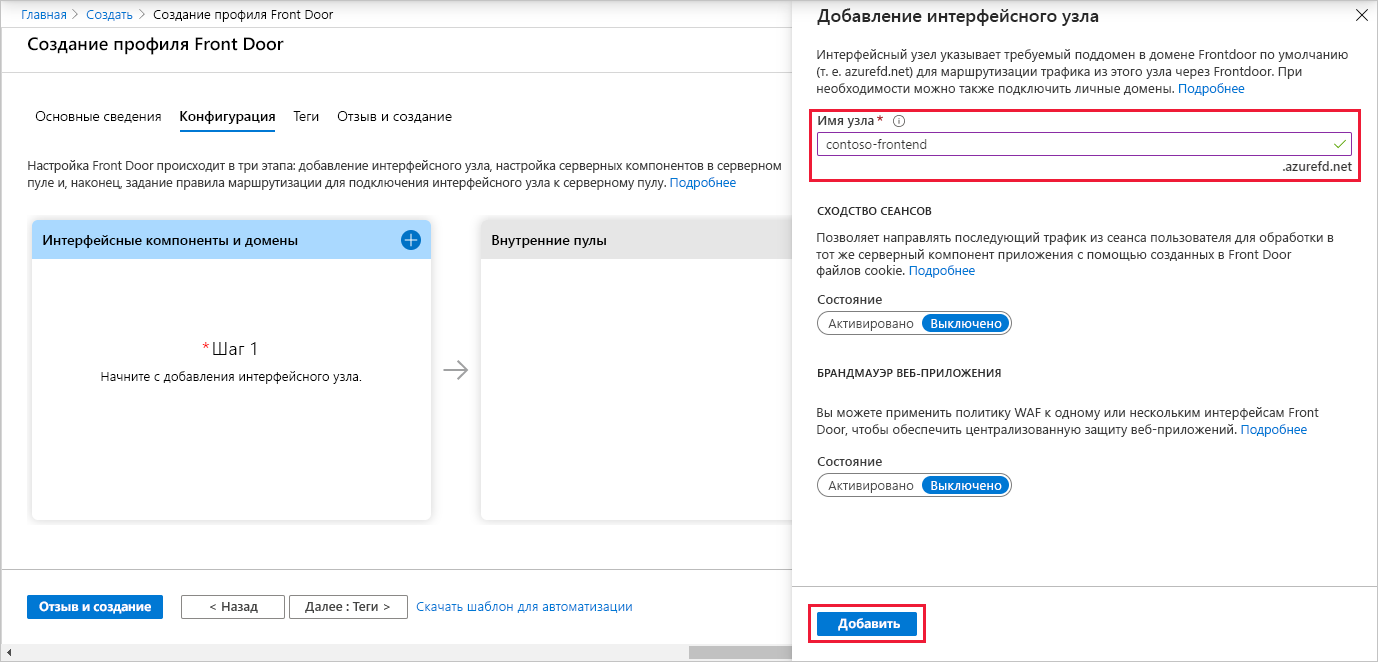 Главная > Создать > Создание профиля Front Door
Создание профиля Front Door
Основные сведения Конфигурация Теги Отзыв и создание
Настройка Front Door происходит в три этапа: добавление интерфейсного узла, настройка серверных компонентов в серверном
пуле и, наконец, задание правила маршрутизации для подключения интерфейсного узла к серверному пулу. Подробнее
Интерфейсные компоненты и домены
*Шаг 1
Начните с добавления интерфейсного узла.
Внутренние пулы
Отзыв и создание < Назад Далее : Теги > Скачать шаблон для автоматизации
Добавление интерфейсного узла
Интерфейсный узел указывает требуемый поддомен в домене Frontdoor по умолчанию
(т. е. azurefd.net) для маршрутизации трафика из этого узла через Frontdoor. При
необходимости можно также подключить личные домены. Подробнее
Имя узла*
contoso-frontend
.azurefd.net
СХОДСТВО СЕАНСОВ
Позволяет направлять последующий трафик из сеанса пользователя для обработки в
тот же серверный компонент приложения с помощью созданных в Front Door
файлов cookie. Подробнее
Состояние
Активировано Выключено
БРАНДМАУЭР ВЕБ-ПРИЛОЖЕНИЯ
Вы можете применить политику WAF к одному или нескольким интерфейсам Front
Door, чтобы обеспечить централизованную защиту веб-приложений. Подробнее
Состояние
Активировано Выключено
Добавить